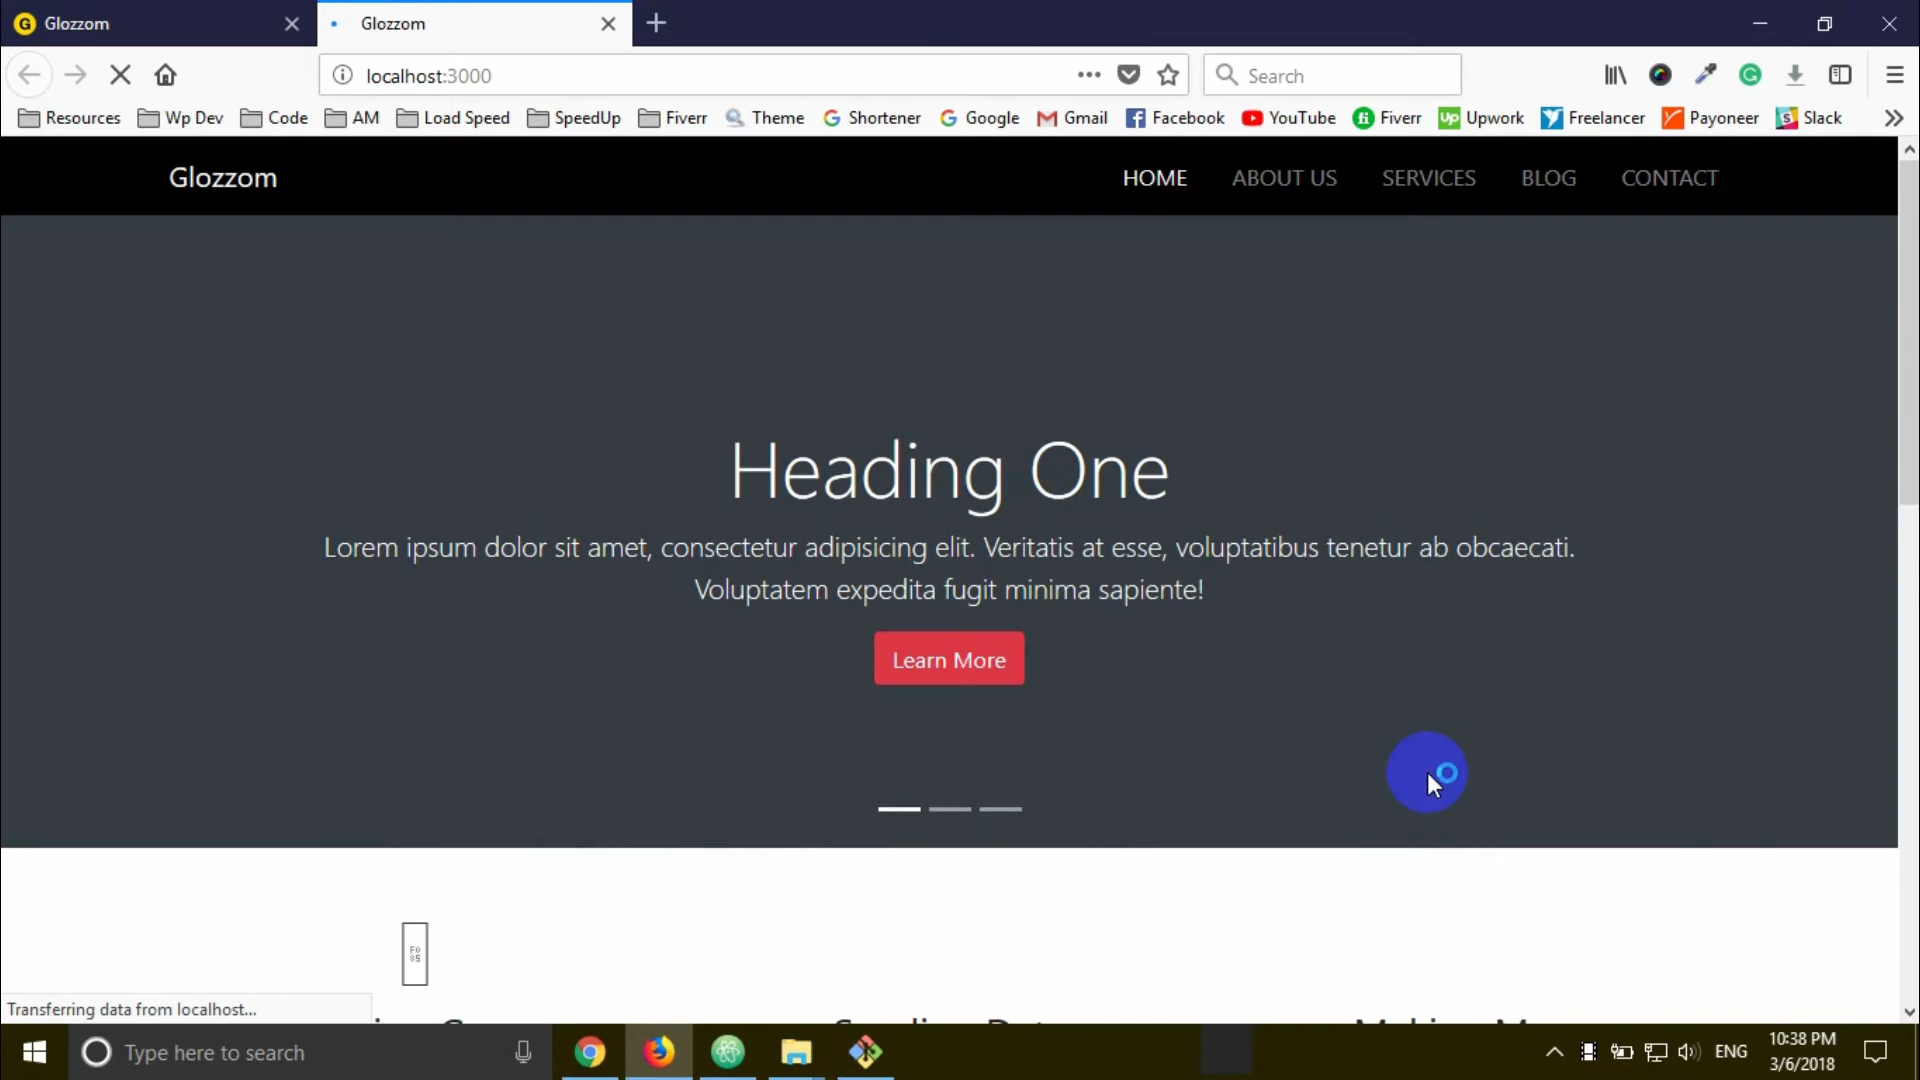 Glozzom
Glozzom
localhost:3000
Search
Resources Wp Dev Code AM Load Speed SpeedUp Fiverr Theme Shortener Google Gmail Facebook YouTube Fiverr Upwork Freelancer Payoneer Slack
Glozzom HOME ABOUT US SERVICES BLOG CONTACT
Heading One
Lorem ipsum dolor sit amet, consectetur adipisicing elit. Veritatis at esse, voluptatibus tenetur ab obcaecati.
Voluptatem expedita fugit minima sapiente!
Learn More
Transferring data from localhost...
Type here to search
ENG
10:38 PM
3/6/2018